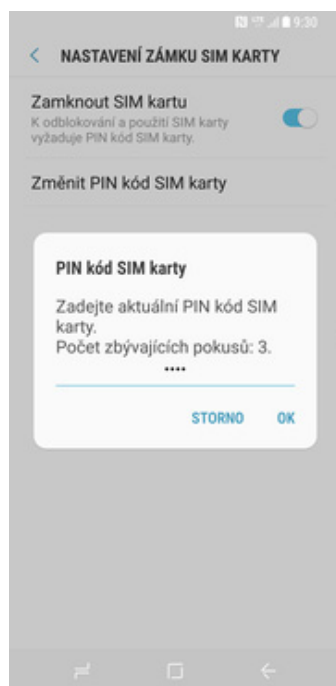 9:30
NASTAVENÍ ZÁMKU SIM KARTY
Zamknout SIM kartu
K odblokování a použití SIM karty
vyžaduje PIN kód SIM karty.
Změnit PIN kód SIM karty
PIN kód SIM karty
Zadejte aktuální PIN kód SIM
karty.
Počet zbývajících pokusů: 3.
••••
STORNO OK